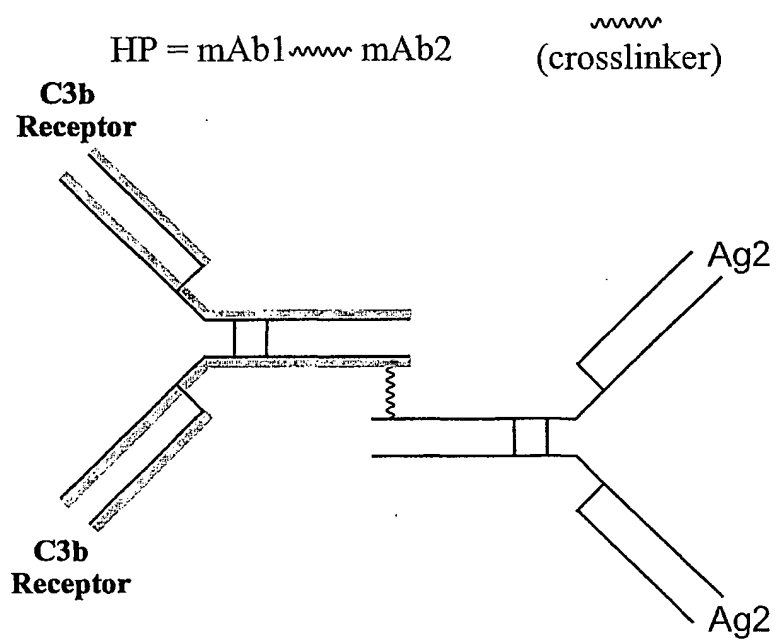 HP = mAb1 mAb2
(crosslinker)
C3b
Receptor
Ag2
C3b
Receptor
Ag2